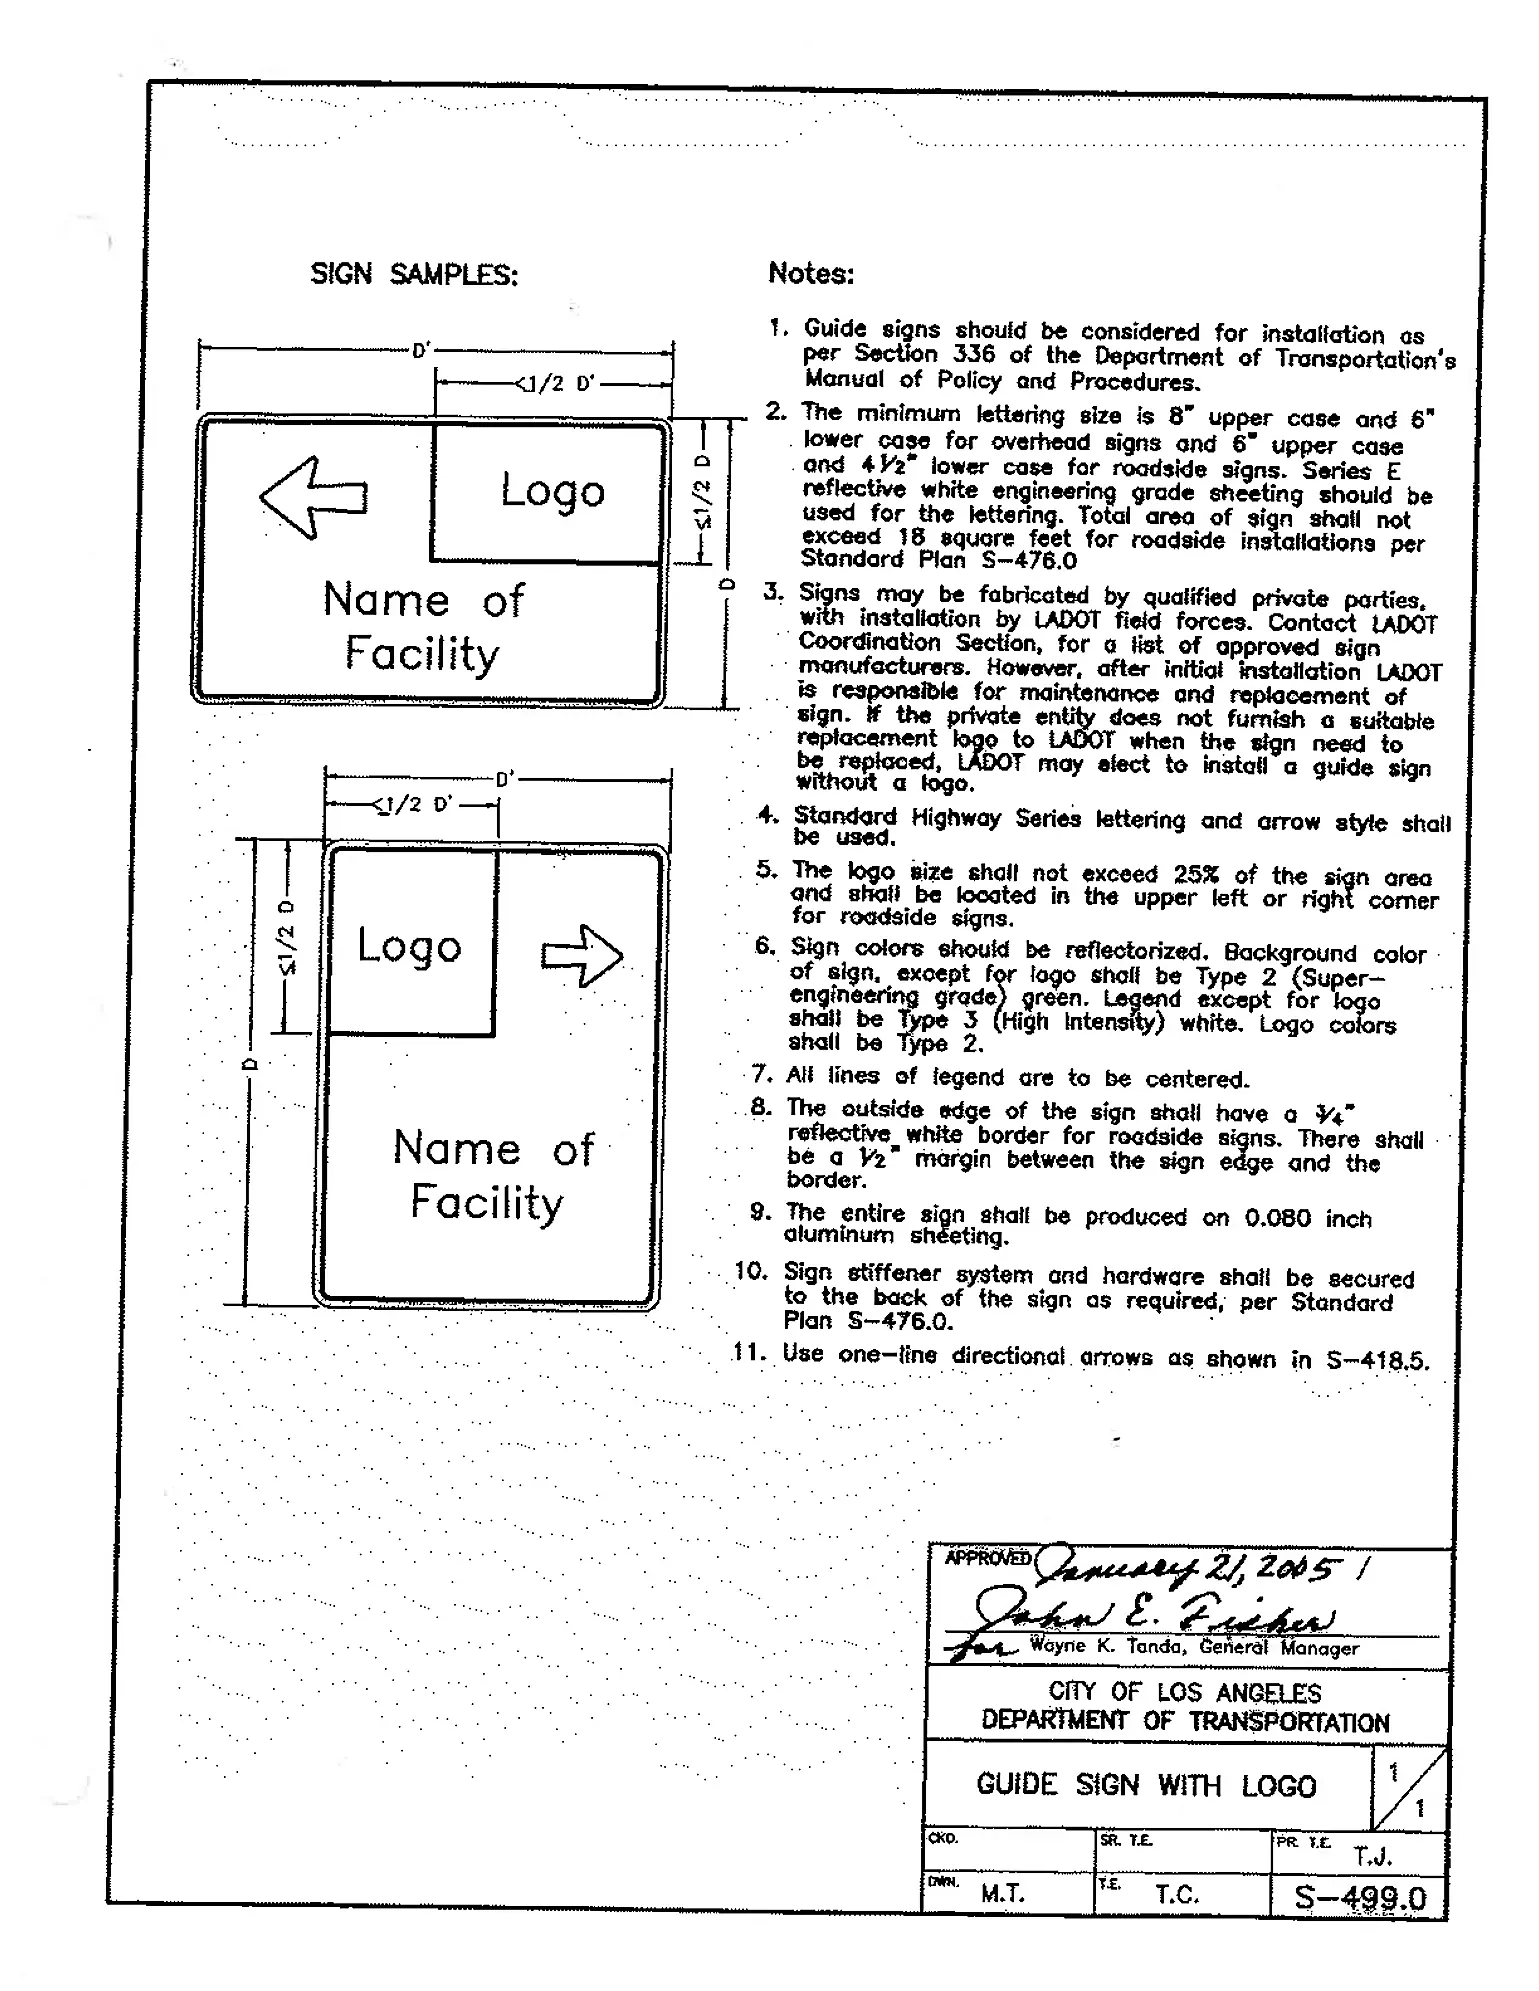 SIGN SAMPLES:
D'
≤1/2 D'
Logo
≤1/2 D
D
Name of
Facility
D'
≤1/2 D'
Logo
≤1/2 D
D
Name of
Facility
Notes:
1. Guide signs should be considered for installation as
per Section 336 of the Department of Transportation's
Manual of Policy and Procedures.
2. The minimum lettering size is 8" upper case and 6"
lower case for overhead signs and 6" upper case
and 4 1/2" lower case for roadside signs. Series E
reflective white engineering grade sheeting should be
used for the lettering. Total area of sign shall not
exceed 18 square feet for roadside installations per
Standard Plan S-476.0
3. Signs may be fabricated by qualified private parties,
with installation by LADOT field forces. Contact LADOT
Coordination Section, for a list of approved sign
manufacturers. However, after initial installation LADOT
is responsible for maintenance and replacement of
sign. If the private entity does not furnish a suitable
replacement logo to LADOT when the sign need to
be replaced, LADOT may elect to install a guide sign
without a logo.
4. Standard Highway Series lettering and arrow style shall
be used.
5. The logo size shall not exceed 25% of the sign area
and shall be located in the upper left or right corner
for roadside signs.
6. Sign colors should be reflectorized. Background color
of sign, except for logo shall be Type 2 (Super-
engineering grade) green. Legend except for logo
shall be Type 3 (High Intensity) white. Logo colors
shall be Type 2.
7. All lines of legend are to be centered.
8. The outside edge of the sign shall have a 3/4"
reflective white border for roadside signs. There shall
be a 1/2" margin between the sign edge and the
border.
9. The entire sign shall be produced on 0.080 inch
aluminum sheeting.
10. Sign stiffener system and hardware shall be secured
to the back of the sign as required, per Standard
Plan S-476.0.
11. Use one-line directional arrows as shown in S-418.5.
APPROVED January 21, 2005
John E. Fisher
for Wayne K. Tanda, General Manager
CITY OF LOS ANGELES
DEPARTMENT OF TRANSPORTATION
GUIDE SIGN WITH LOGO
1/1
CKD.
SR. T.E.
PR. T.E. T.J.
DWN. M.T.
T.E. T.C.
S-499.0